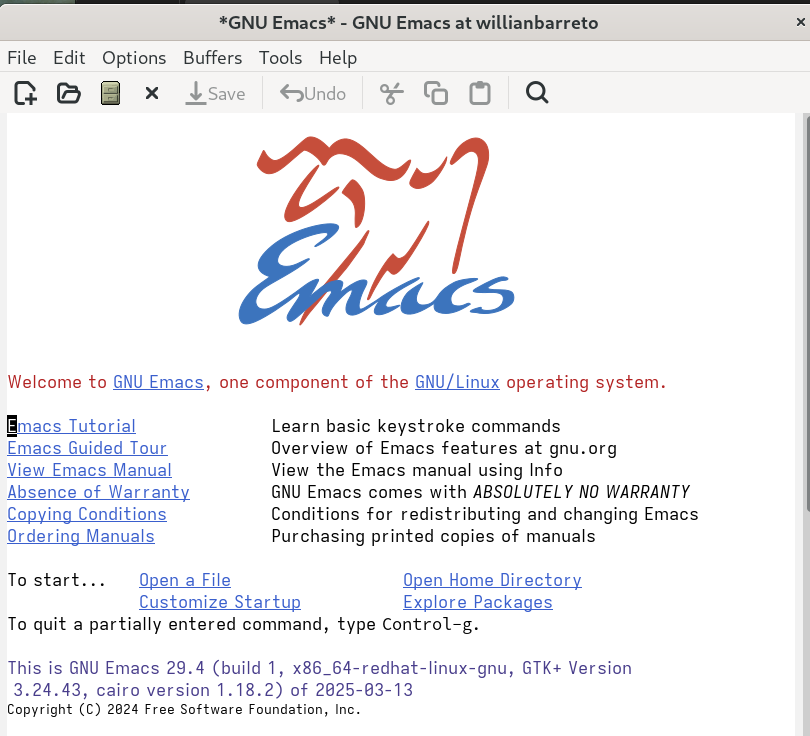 *GNU Emacs* - GNU Emacs at willianbarreto
File Edit Options Buffers Tools Help
Save Undo
Emacs
Welcome to GNU Emacs, one component of the GNU/Linux operating system.
Emacs Tutorial Learn basic keystroke commands
Emacs Guided Tour Overview of Emacs features at gnu.org
View Emacs Manual View the Emacs manual using Info
Absence of Warranty GNU Emacs comes with ABSOLUTELY NO WARRANTY
Copying Conditions Conditions for redistributing and changing Emacs
Ordering Manuals Purchasing printed copies of manuals
To start... Open a File Open Home Directory
Customize Startup Explore Packages
To quit a partially entered command, type Control-g.
This is GNU Emacs 29.4 (build 1, x86_64-redhat-linux-gnu, GTK+ Version
3.24.43, cairo version 1.18.2) of 2025-03-13
Copyright (C) 2024 Free Software Foundation, Inc.